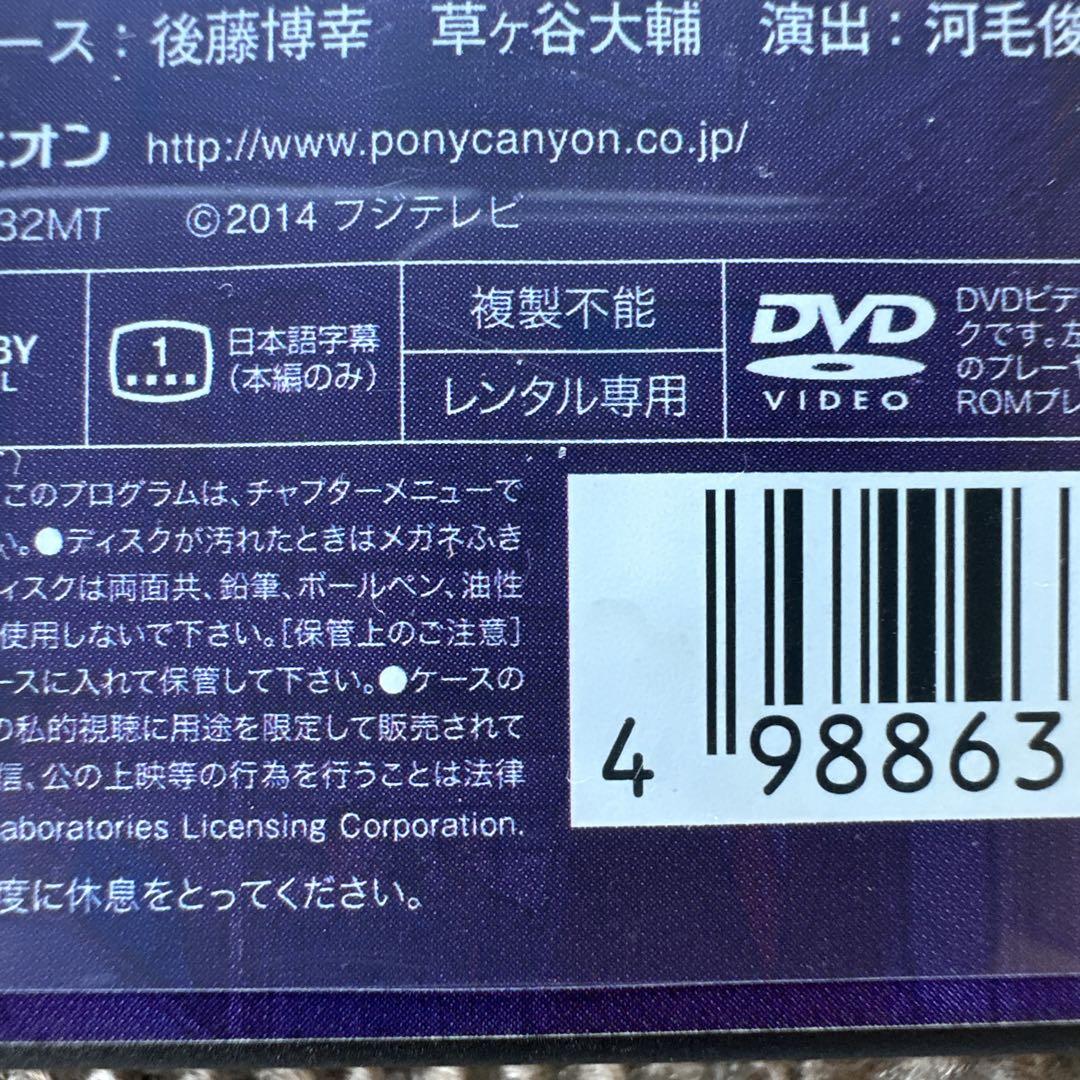 ース：後藤博幸　草ヶ谷大輔　演出：河毛俊
オン http://www.ponycanyon.co.jp/
32MT ©2014 フジテレビ
BY
L
1
日本語字幕
（本編のみ）
複製不能
レンタル専用
DVD
VIDEO
DVDビデ
クです。左
のプレーヤ
ROMプレ
このプログラムは、チャプターメニューで
い。●ディスクが汚れたときはメガネふき
ィスクは両面共、鉛筆、ボールペン、油性
使用しないで下さい。［保管上のご注意］
ースに入れて保管して下さい。●ケースの
の私的視聴に用途を限定して販売されて
信、公の上映等の行為を行うことは法律
aboratories Licensing Corporation.
度に休息をとってください。
4 98863